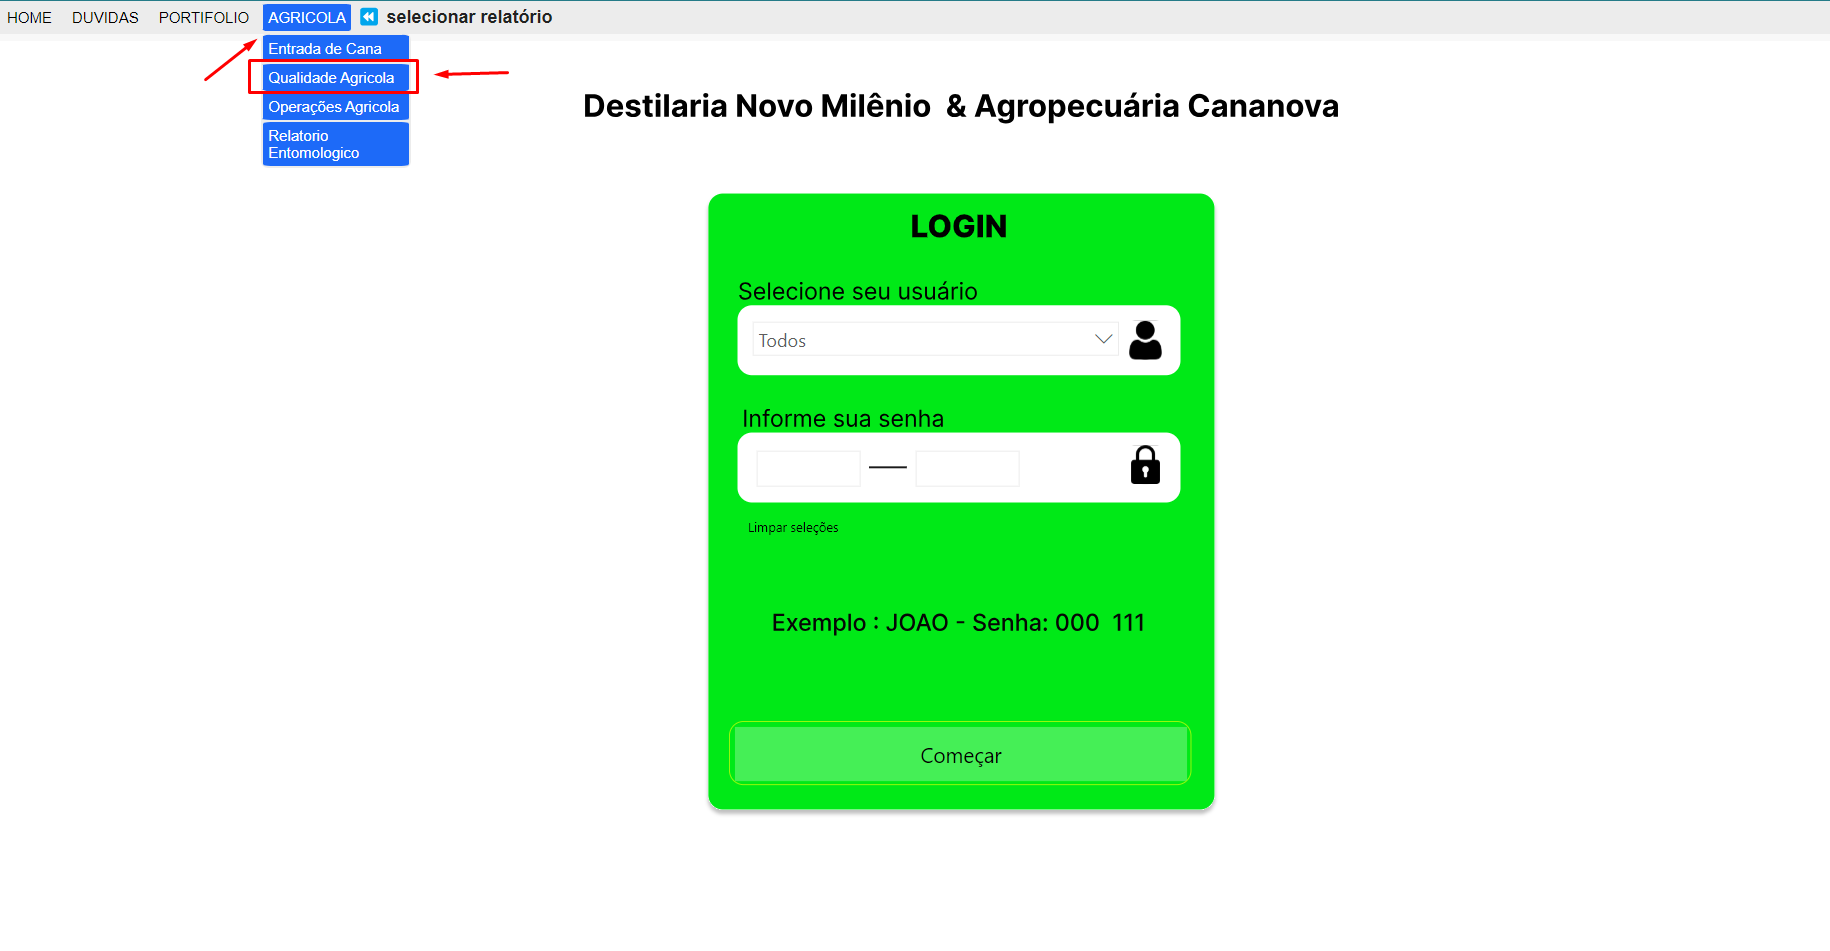 HOME DUVIDAS PORTIFOLIO AGRICOLA ⏪ selecionar relatório
Entrada de Cana
Qualidade Agricola
Operações Agricola
Relatorio
Entomologico
Destilaria Novo Milênio & Agropecuária Cananova
LOGIN
Selecione seu usuário
Todos
Informe sua senha
Limpar seleções
Exemplo : JOAO - Senha: 000 111
Começar